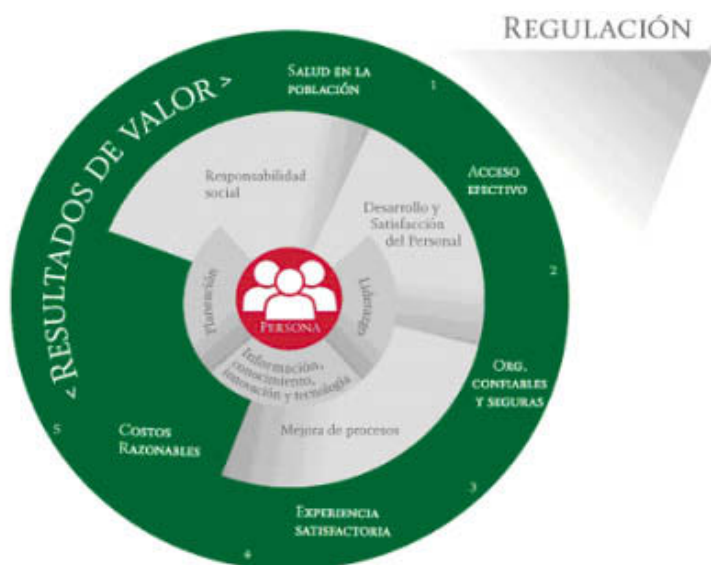 REGULACIÓN
< RESULTADOS DE VALOR >
SALUD EN LA
POBLACIÓN
1
ACCESO
EFECTIVO
2
ORG.
CONFIABLES
Y SEGURAS
3
EXPERIENCIA
SATISFACTORIA
4
COSTOS
RAZONABLES
5
Responsabilidad
social
Desarrollo y
Satisfacción
del Personal
Mejora de procesos
Planeación
Liderazgo
Información,
conocimiento,
innovación y tecnología
PERSONA